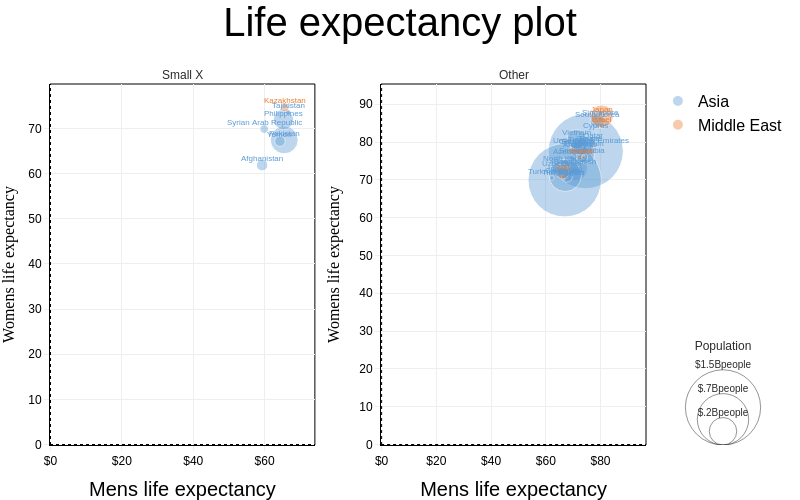 Life expectancy plot
Small X
Other
Womens life expectancy
70
60
50
40
30
20
10
0
$0
$20
$40
$60
Mens life expectancy
Kazakhstan
Tajikistan
Philippines
Syrian Arab Republic
Pakistan
Afghanistan
Womens life expectancy
90
80
70
60
50
40
30
20
10
0
$0
$20
$40
$60
$80
Mens life expectancy
Japan
Singapore
South Korea
Israel
Cyprus
Vietnam
Qatar
Asia
Middle East
Population
$1.5Bpeople
$.7Bpeople
$.2Bpeople